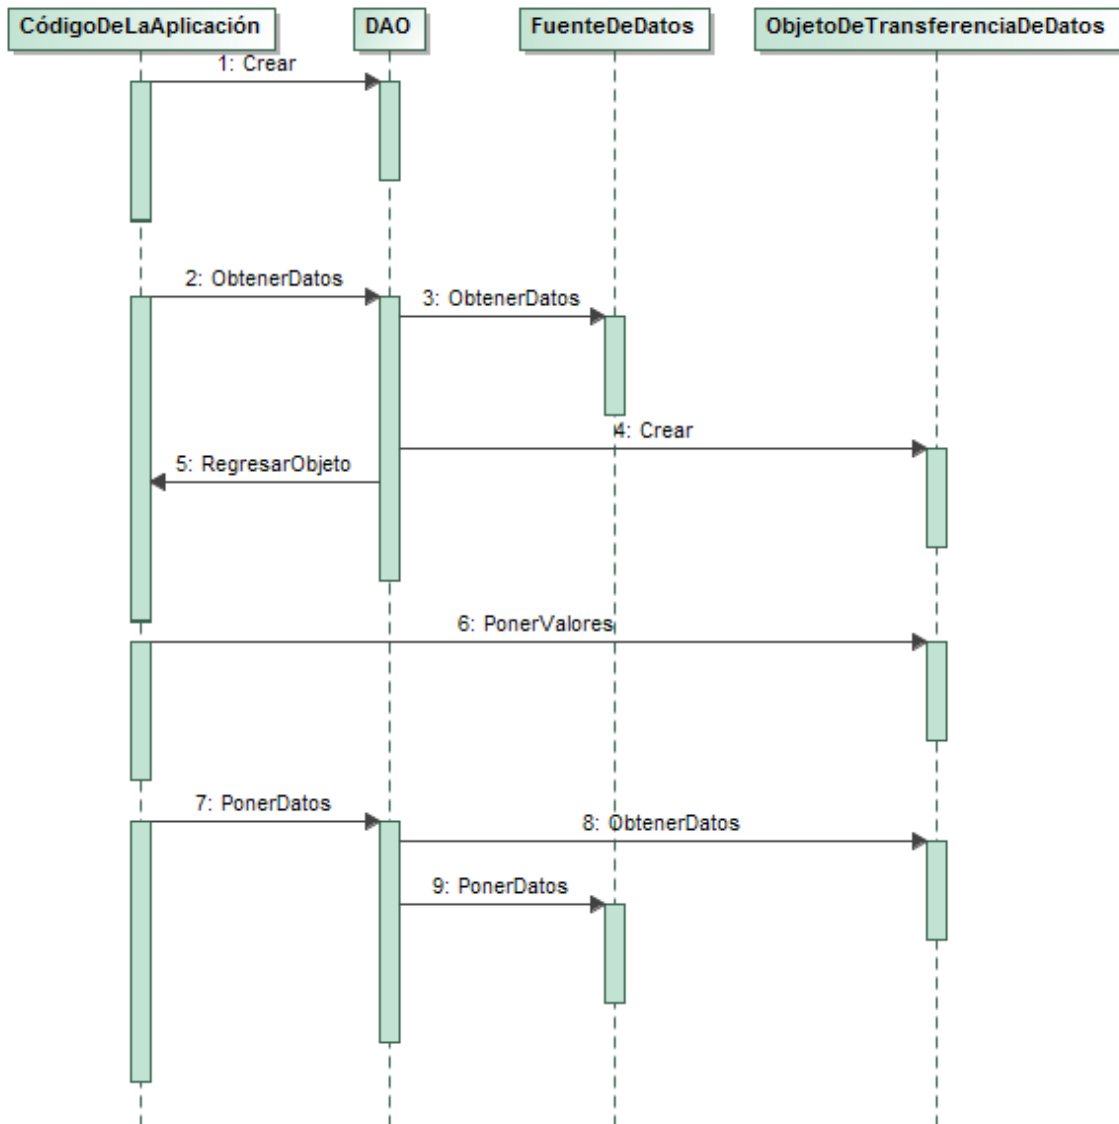 CódigoDeLaAplicación
DAO
FuenteDeDatos
ObjetoDeTransferenciaDeDatos
1: Crear
2: ObtenerDatos
3: ObtenerDatos
4: Crear
5: RegresarObjeto
6: PonerValores
7: PonerDatos
8: ObtenerDatos
9: PonerDatos